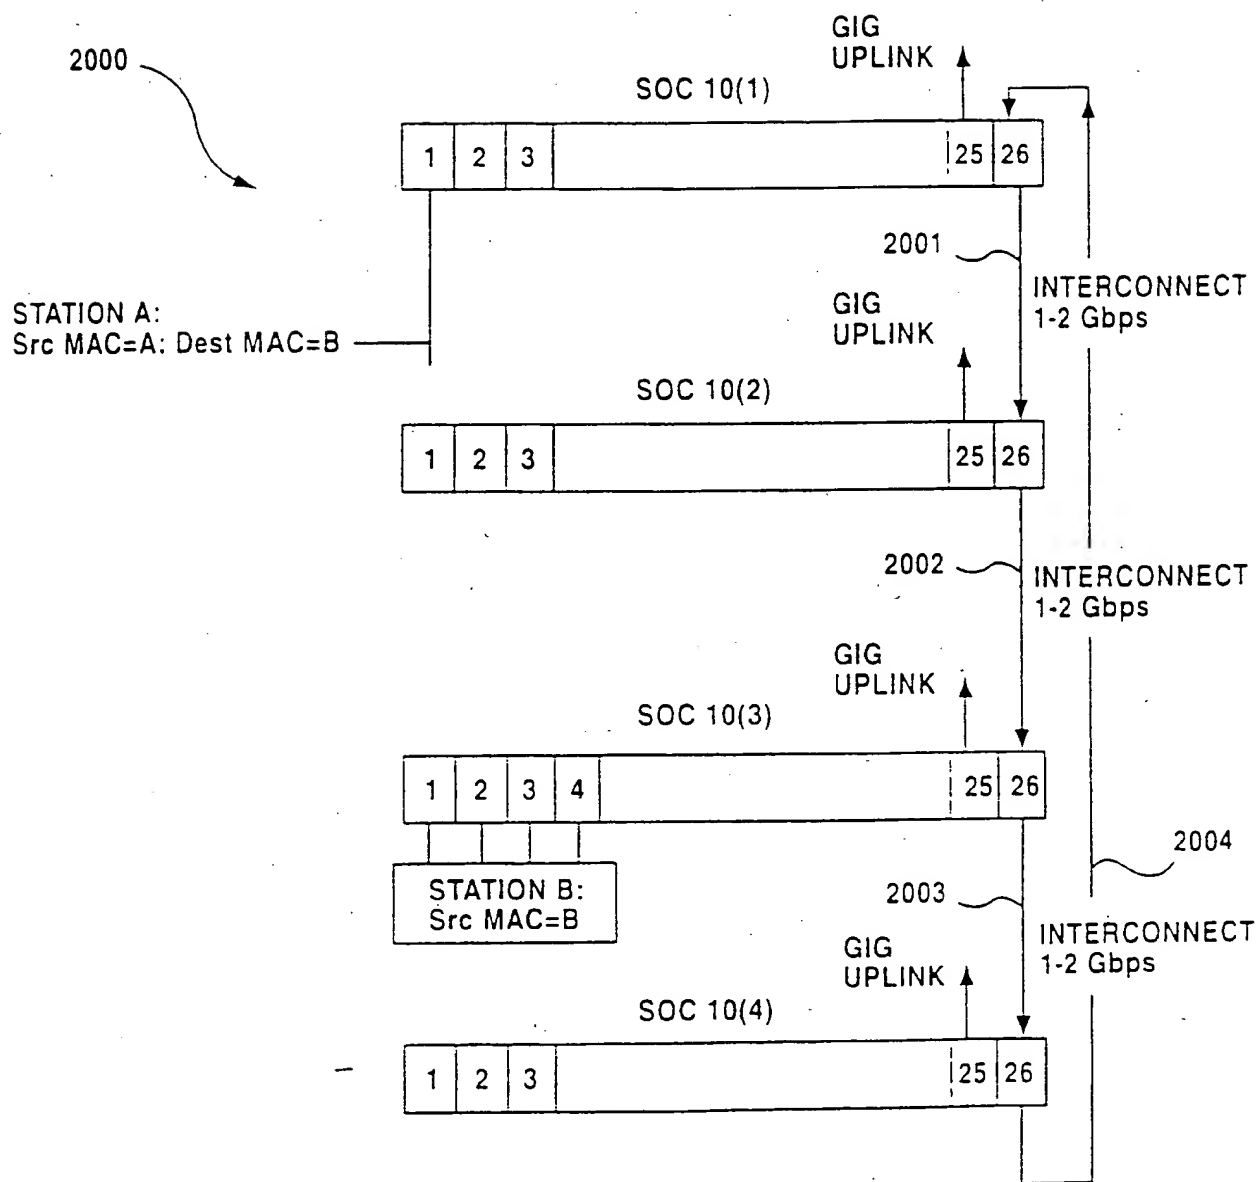 2000
GIG
UPLINK
SOC 10(1)
1 2 3 25 26
2001
INTERCONNECT
1-2 Gbps
GIG
UPLINK
STATION A:
Src MAC=A: Dest MAC=B
SOC 10(2)
1 2 3 25 26
2002
INTERCONNECT
1-2 Gbps
GIG
UPLINK
SOC 10(3)
1 2 3 4 25 26
2004
STATION B:
Src MAC=B
2003
INTERCONNECT
1-2 Gbps
GIG
UPLINK
SOC 10(4)
1 2 3 25 26